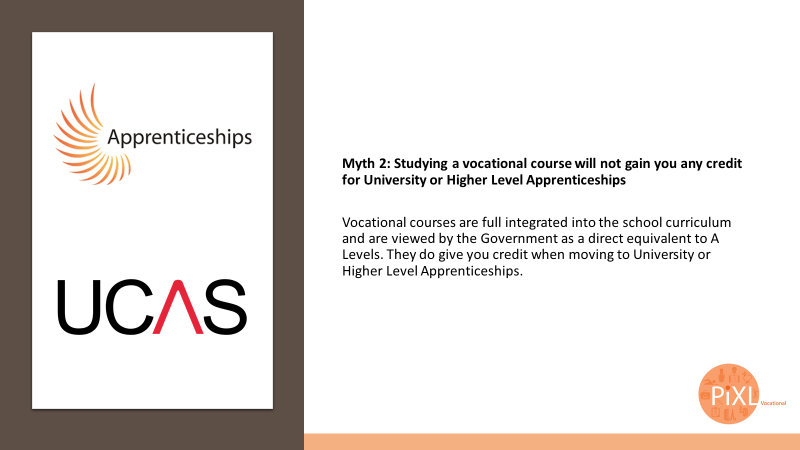 Apprenticeships
UCAS
Myth 2: Studying a vocational course will not gain you any credit
for University or Higher Level Apprenticeships
Vocational courses are full integrated into the school curriculum
and are viewed by the Government as a direct equivalent to A
Levels. They do give you credit when moving to University or
Higher Level Apprenticeships.
PiXL Vocational